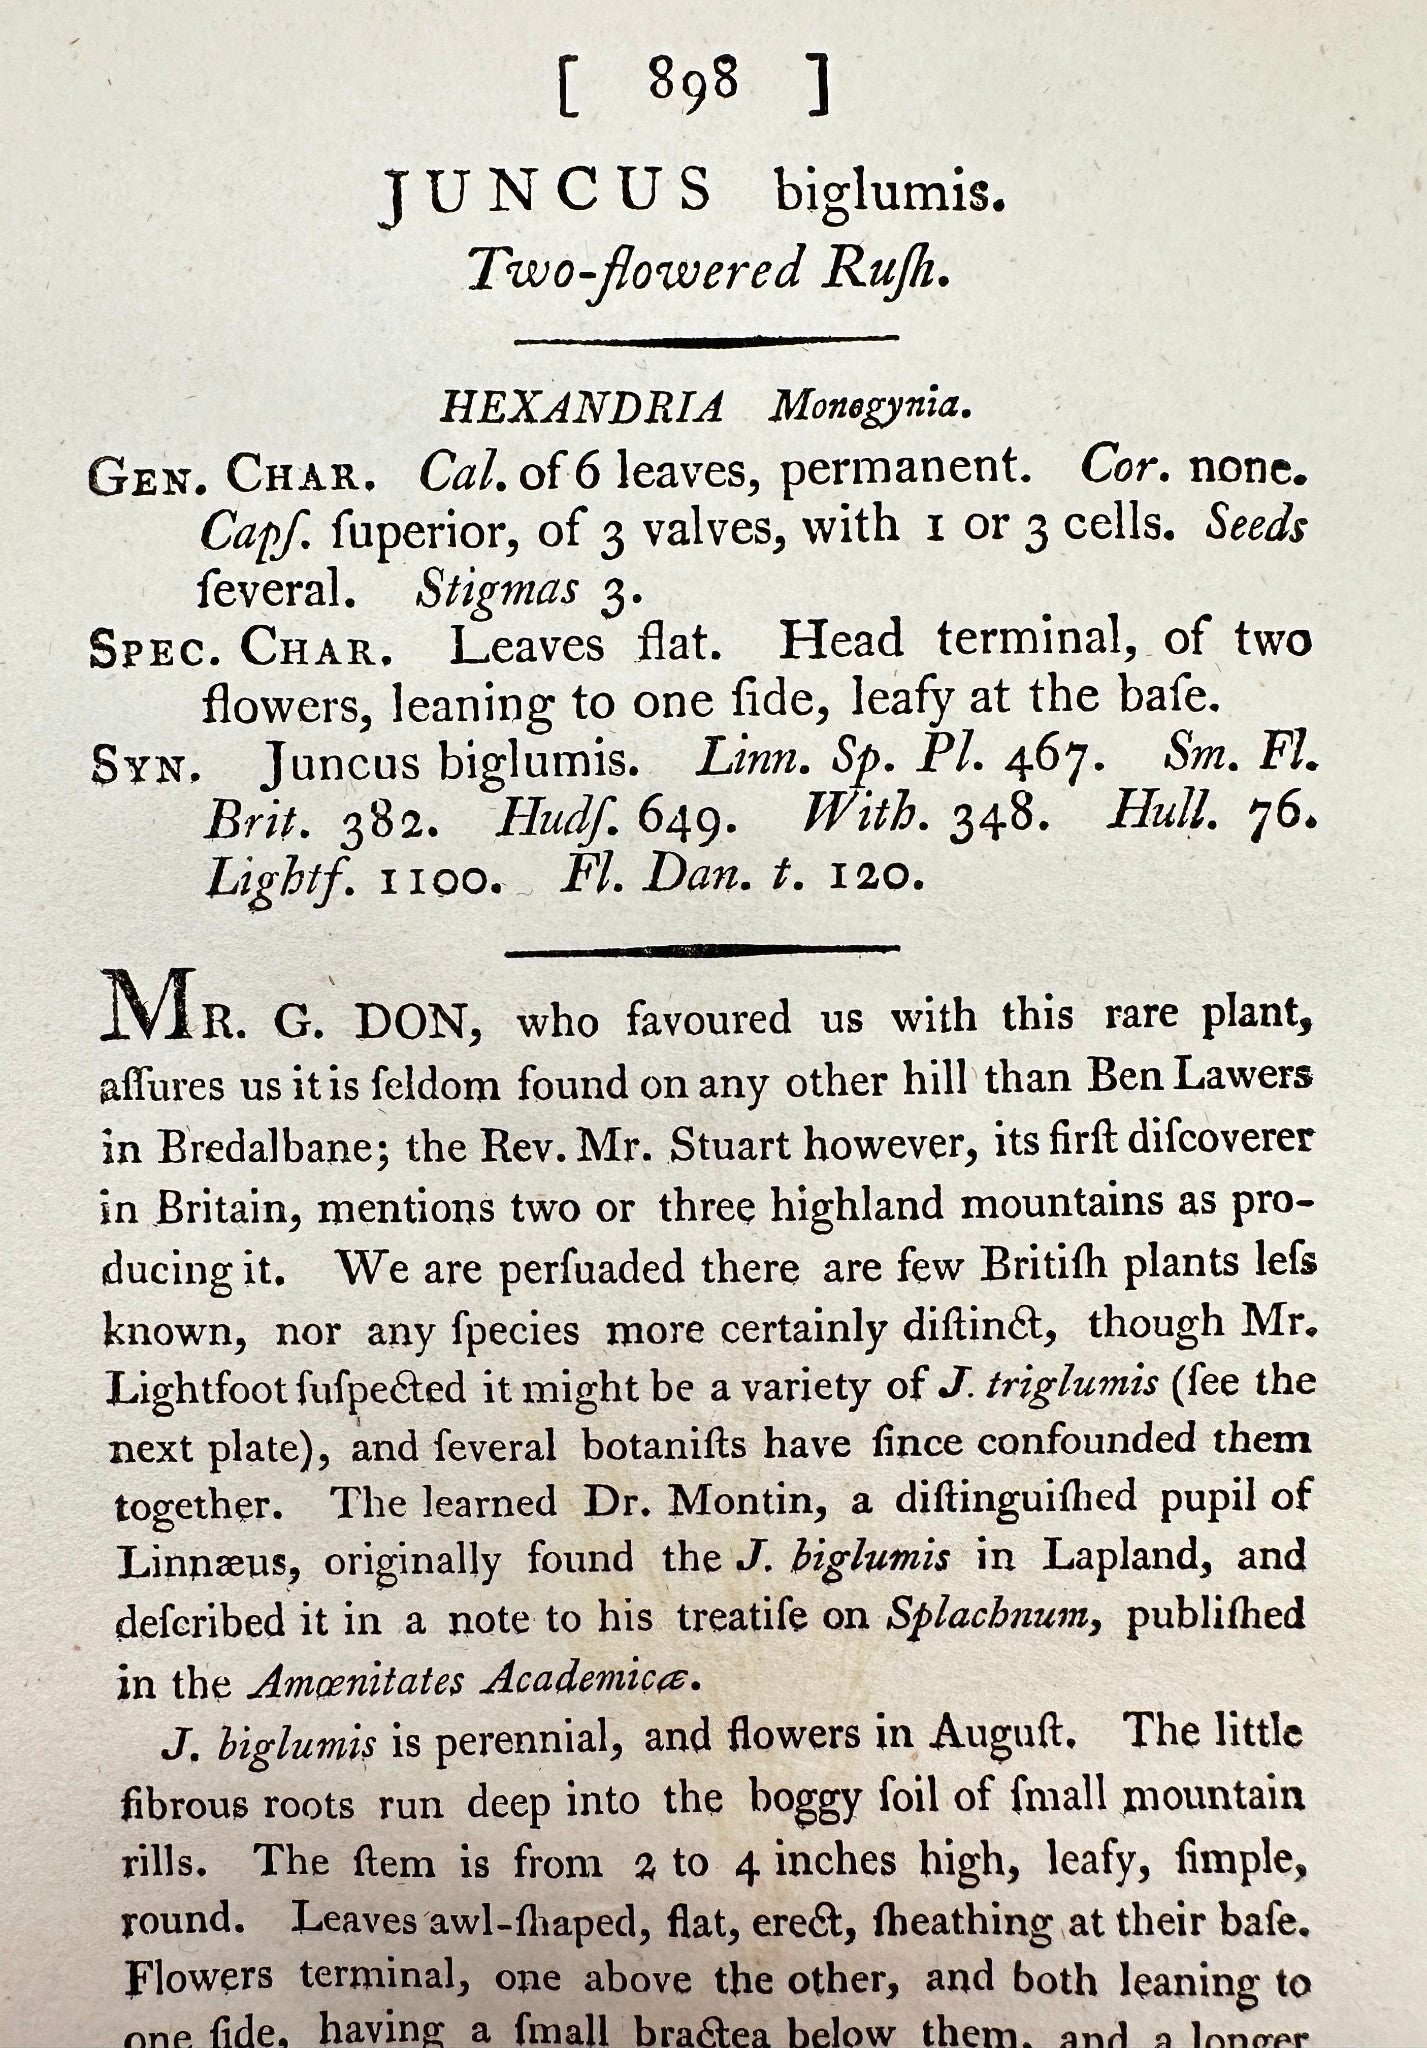 [ 898 ]
JUNCUS biglumis.
Two-flowered Ruſh.
HEXANDRIA Monogynia.
GEN. CHAR. Cal. of 6 leaves, permanent. Cor. none.
Capſ. ſuperior, of 3 valves, with 1 or 3 cells. Seeds
ſeveral. Stigmas 3.
SPEC. CHAR. Leaves flat. Head terminal, of two
flowers, leaning to one ſide, leafy at the baſe.
SYN. Juncus biglumis. Linn. Sp. Pl. 467. Sm. Fl.
Brit. 382. Hudſ. 649. With. 348. Hull. 76.
Lightf. 1100. Fl. Dan. t. 120.
MR. G. DON, who favoured us with this rare plant,
aſſures us it is ſeldom found on any other hill than Ben Lawers
in Bredalbane; the Rev. Mr. Stuart however, its firſt diſcoverer
in Britain, mentions two or three highland mountains as pro-
ducing it. We are perſuaded there are few Britiſh plants leſs
known, nor any ſpecies more certainly diſtinct, though Mr.
Lightfoot ſuſpected it might be a variety of J. triglumis (ſee the
next plate), and ſeveral botaniſts have ſince confounded them
together. The learned Dr. Montin, a diſtinguiſhed pupil of
Linnæus, originally found the J. biglumis in Lapland, and
deſcribed it in a note to his treatiſe on Splachnum, publiſhed
in the Amœnitates Academicæ.
J. biglumis is perennial, and flowers in Auguſt. The little
fibrous roots run deep into the boggy ſoil of ſmall mountain
rills. The ſtem is from 2 to 4 inches high, leafy, ſimple,
round. Leaves awl-ſhaped, flat, erect, ſheathing at their baſe.
Flowers terminal, one above the other, and both leaning to
one ſide, having a ſmall bractea below them, and a longer